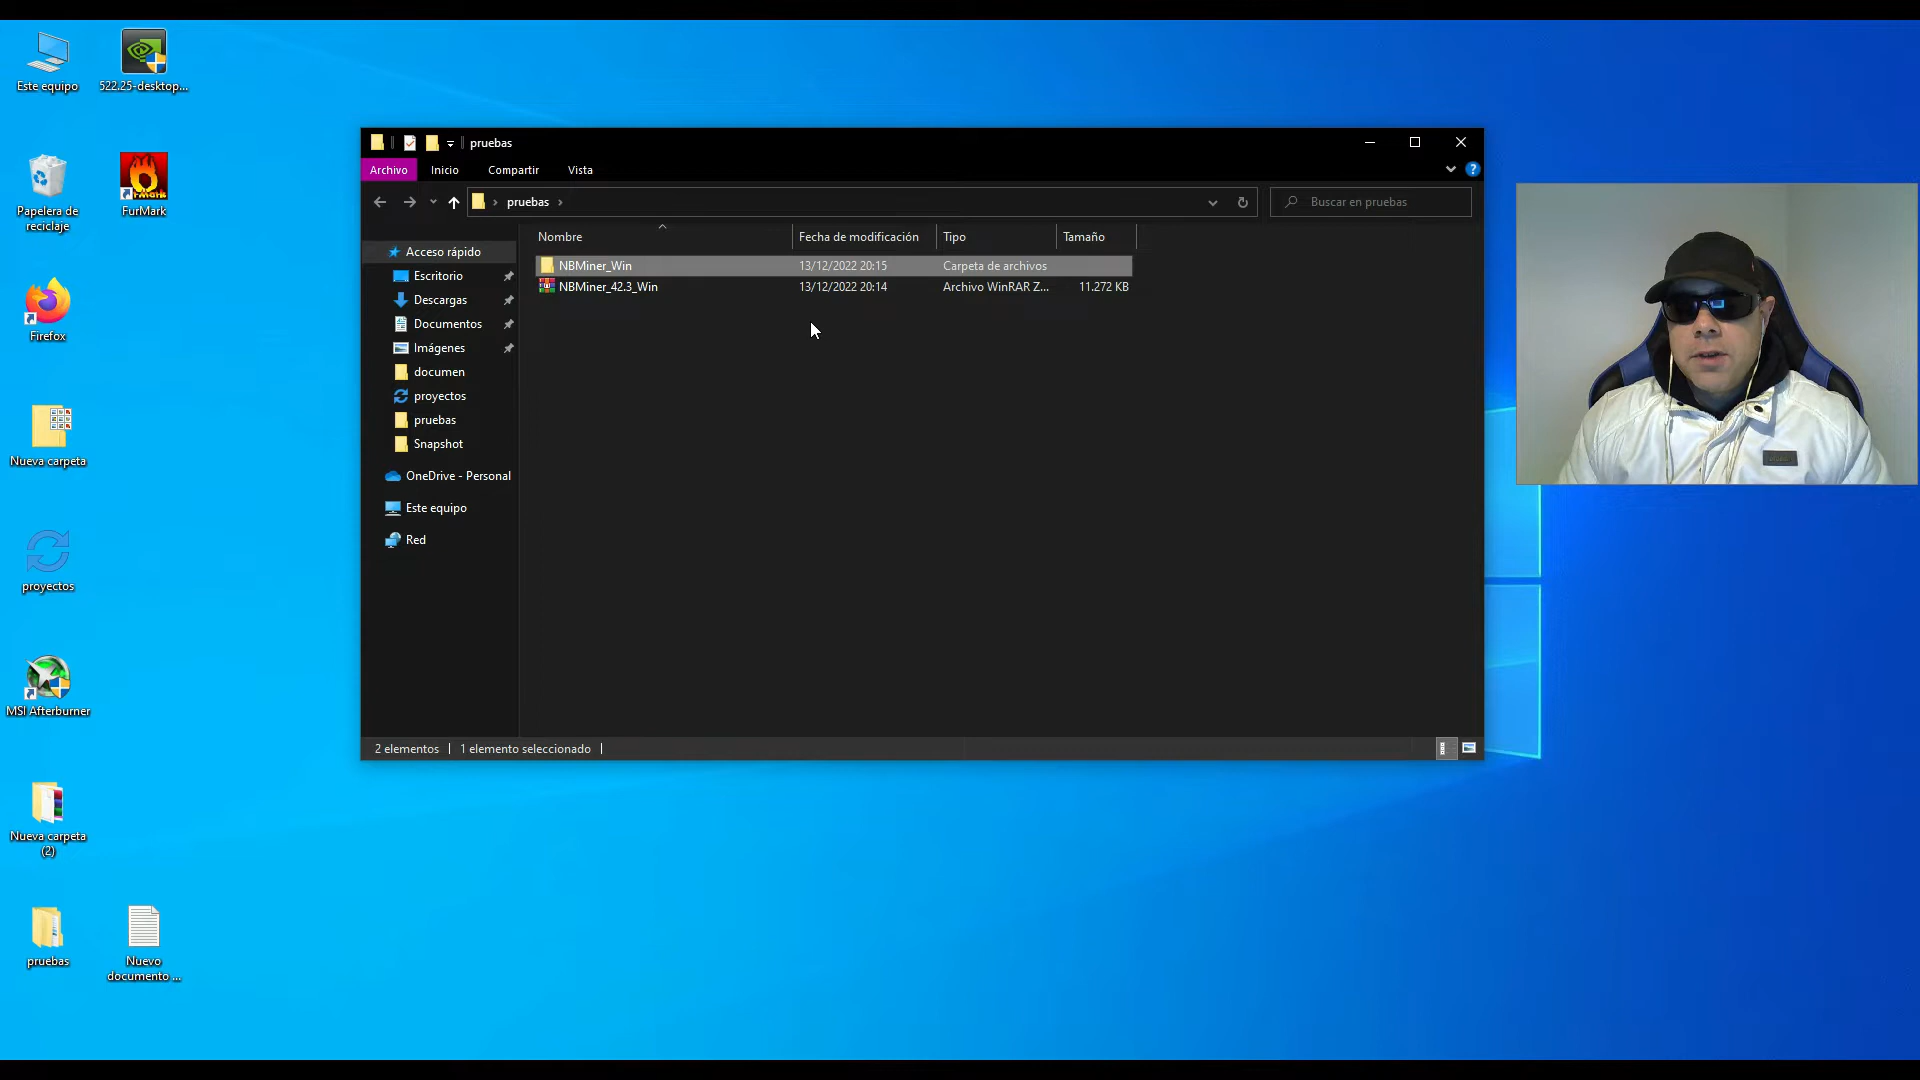 Este equipo
522.25-desktop...
Papelera de
reciclaje
FurMark
Firefox
Nueva carpeta
proyectos
MSI Afterburner
Nueva carpeta
(2)
pruebas
Nuevo
documento ...
pruebas
Archivo Inicio Compartir Vista
pruebas
Buscar en pruebas
Nombre Fecha de modificación Tipo Tamaño
NBMiner_Win 13/12/2022 20:15 Carpeta de archivos
NBMiner_42.3_Win 13/12/2022 20:14 Archivo WinRAR Z... 11.272 KB
Acceso rápido
Escritorio
Descargas
Documentos
Imágenes
documen
proyectos
pruebas
Snapshot
OneDrive - Personal
Este equipo
Red
2 elementos 1 elemento seleccionado